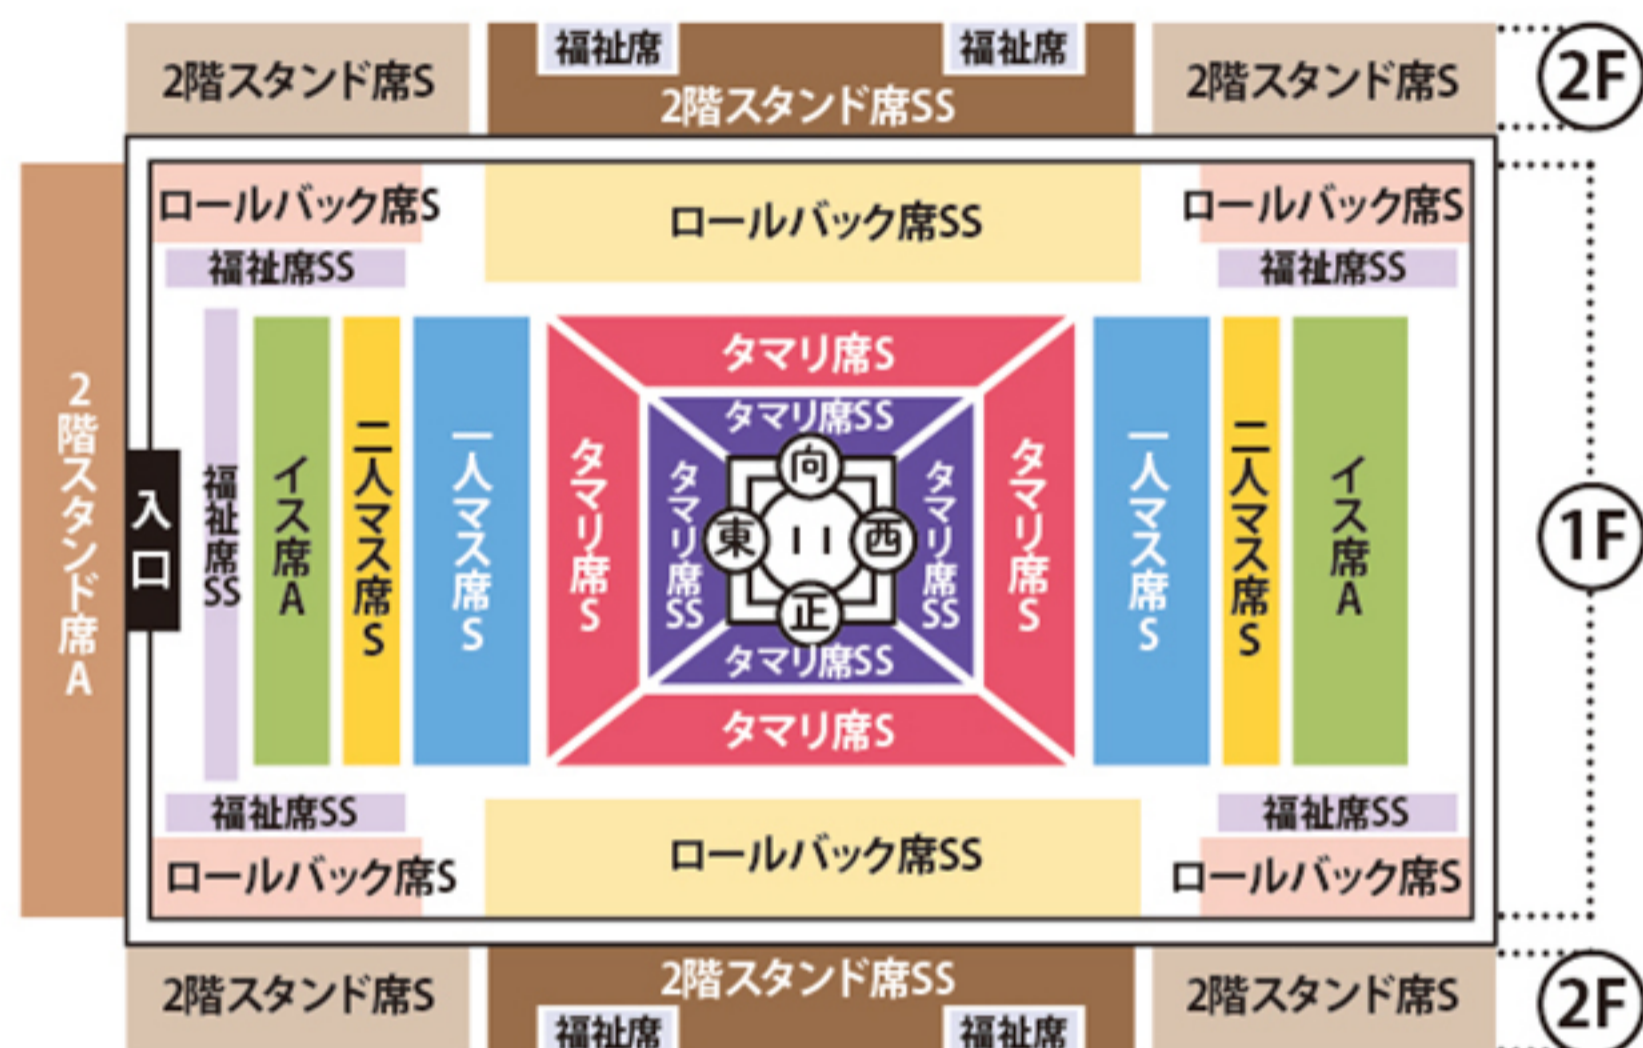 福祉席
福祉席
2階スタンド席S
2階スタンド席SS
2階スタンド席S
2F
ロールバック席S
ロールバック席SS
ロールバック席S
福祉席SS
福祉席SS
2階スタンド席A
入口
福祉席SS
イス席A
二人マス席S
一人マス席S
タマリ席S
タマリ席S
タマリ席SS
タマリ席SS
向
東
西
正
タマリ席SS
タマリ席SS
タマリ席S
タマリ席S
一人マス席S
二人マス席S
イス席A
1F
福祉席SS
福祉席SS
ロールバック席S
ロールバック席SS
ロールバック席S
2階スタンド席S
2階スタンド席SS
2階スタンド席S
福祉席
福祉席
2F